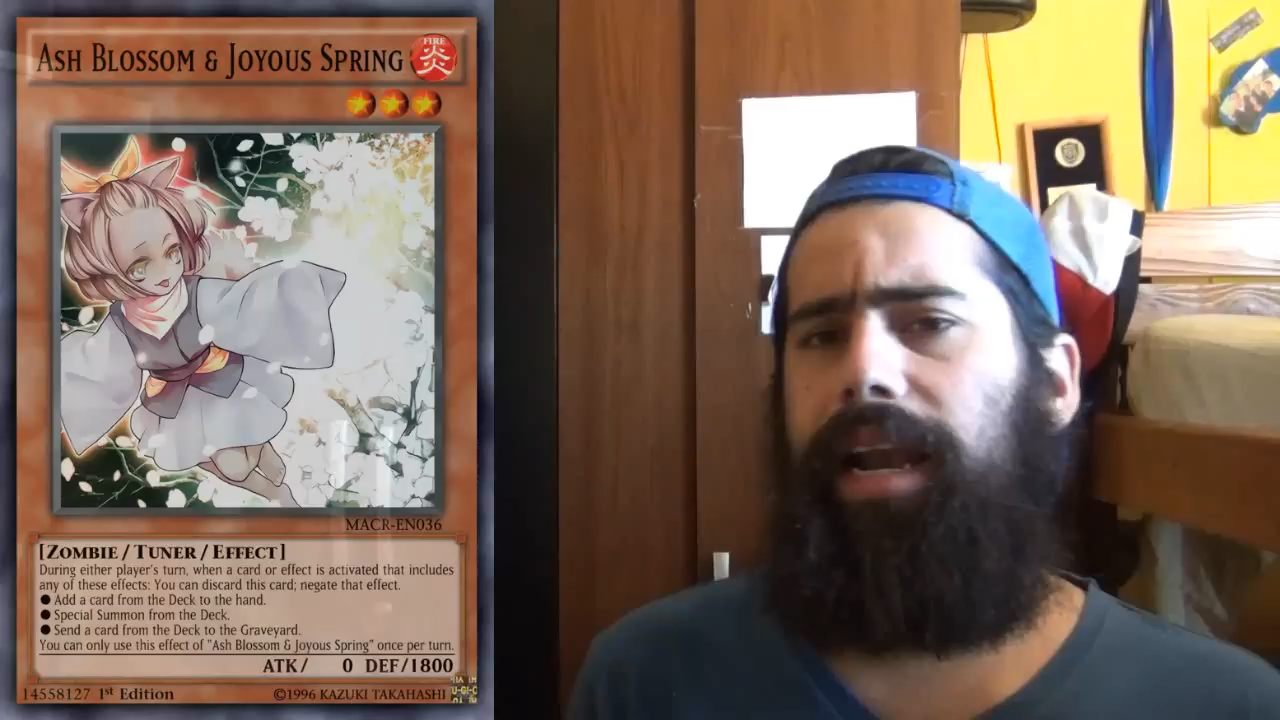 Ash Blossom & Joyous Spring
FIRE
炎
MACR-EN036
[Zombie / Tuner / Effect]
During either player's turn, when a card or effect is activated that includes
any of these effects: You can discard this card; negate that effect.
● Add a card from the Deck to the hand.
● Special Summon from the Deck.
● Send a card from the Deck to the Graveyard.
You can only use this effect of "Ash Blossom & Joyous Spring" once per turn.
ATK/ 0 DEF/1800
14558127 1st Edition ©1996 KAZUKI TAKAHASHI